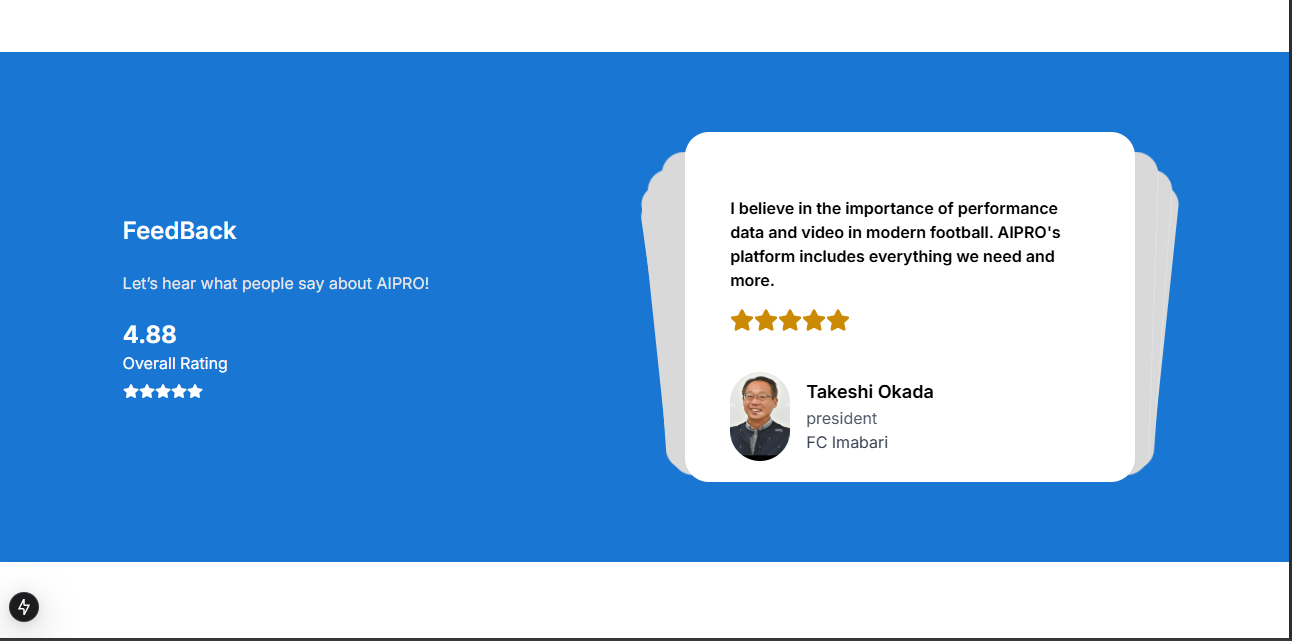 FeedBack
Let’s hear what people say about AIPRO!
4.88
Overall Rating
I believe in the importance of performance
data and video in modern football. AIPRO's
platform includes everything we need and
more.
Takeshi Okada
president
FC Imabari